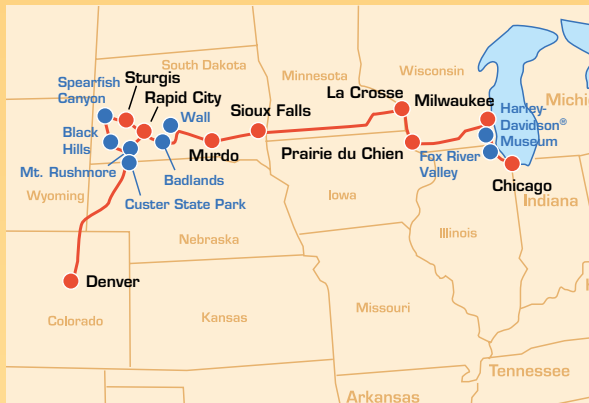 South Dakota
Minnesota
Wisconsin
Spearfish
Canyon
Sturgis
Rapid City
Wall
Sioux Falls
La Crosse
Milwaukee
Michi
Harley-
Davidson®
Museum
Black
Hills
Murdo
Prairie du Chien
Mt. Rushmore
Badlands
Fox River
Valley
Chicago
Wyoming
Custer State Park
Iowa
Indiana
Nebraska
Illinois
Denver
Colorado
Kansas
Missouri
Tennessee
Arkansas